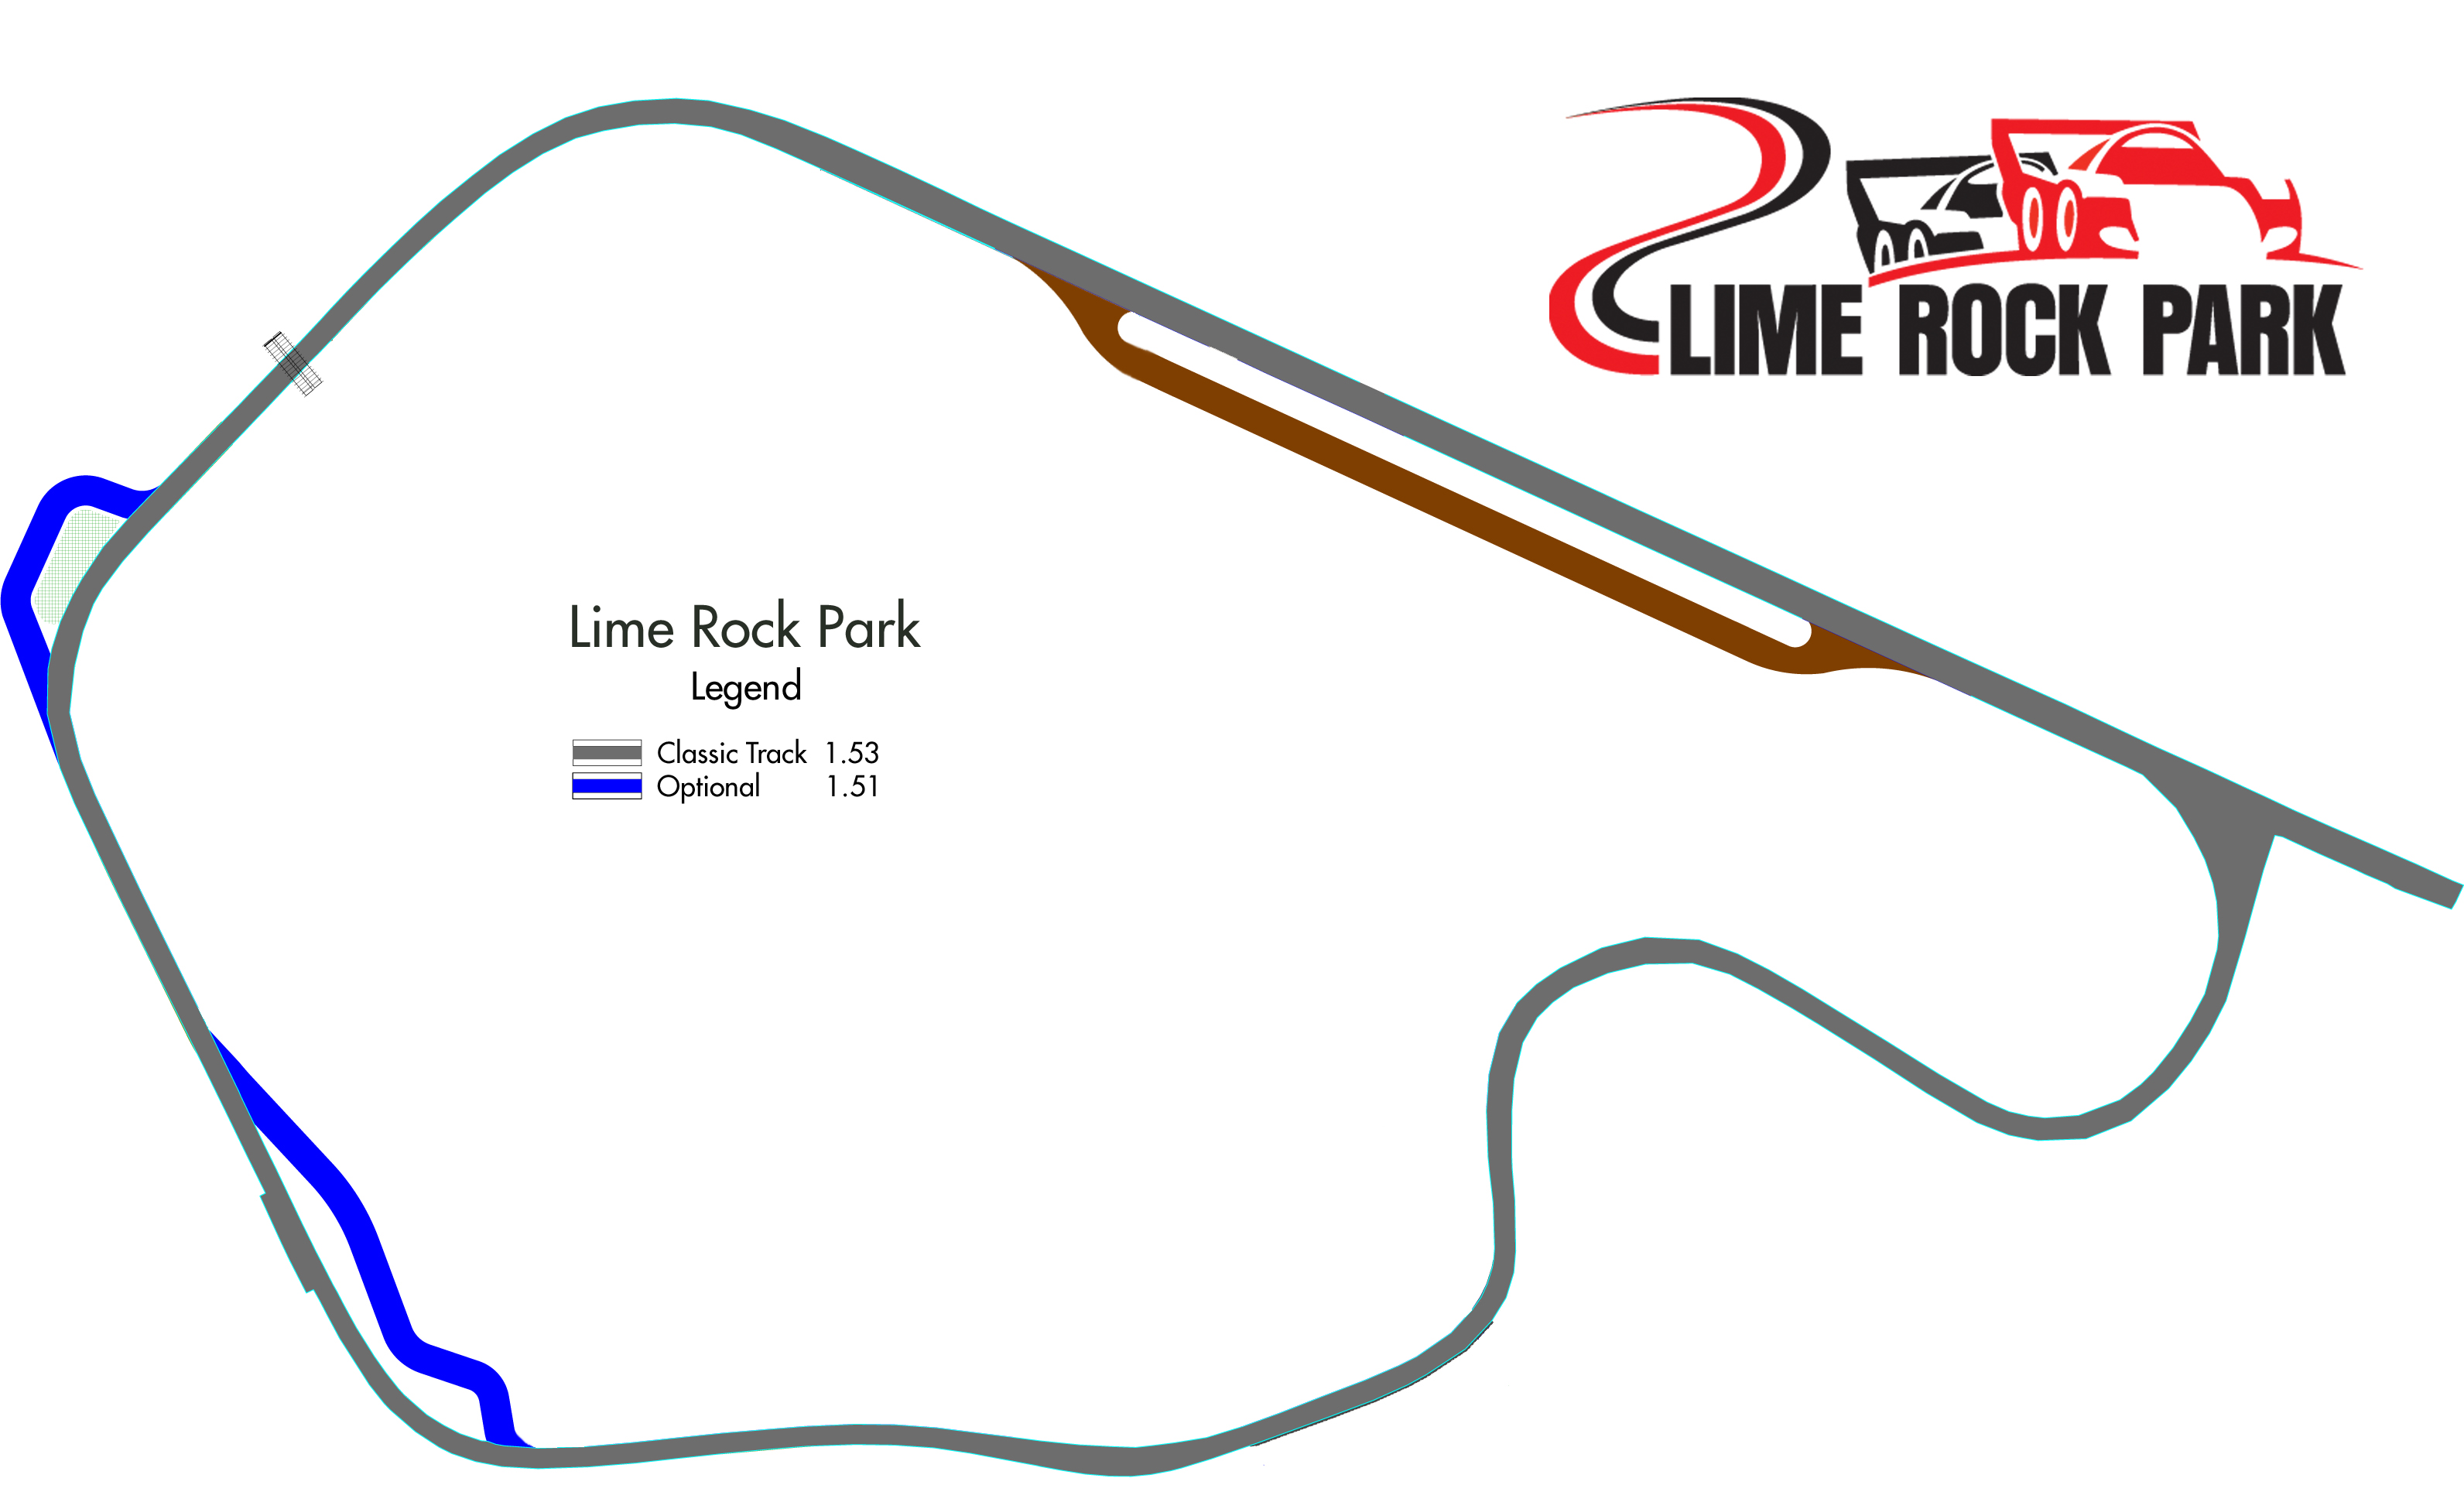 LIME ROCK PARK
Lime Rock Park
Legend
Classic Track 1.53
Optional 1.51